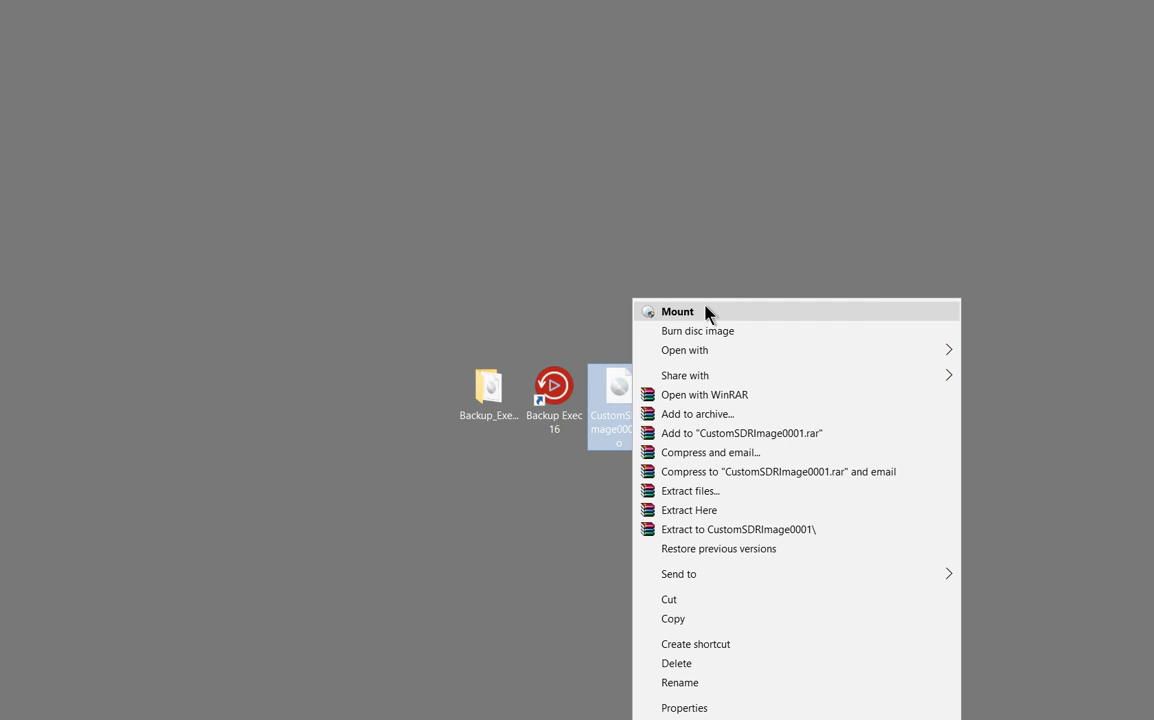 Mount
Burn disc image
Open with
Share with
Open with WinRAR
Add to archive...
Add to "CustomSDRImage0001.rar"
Compress and email...
Compress to "CustomSDRImage0001.rar" and email
Extract files...
Extract Here
Extract to CustomSDRImage0001\
Restore previous versions
Send to
Cut
Copy
Create shortcut
Delete
Rename
Properties
Backup_Exe...
Backup Exec
16